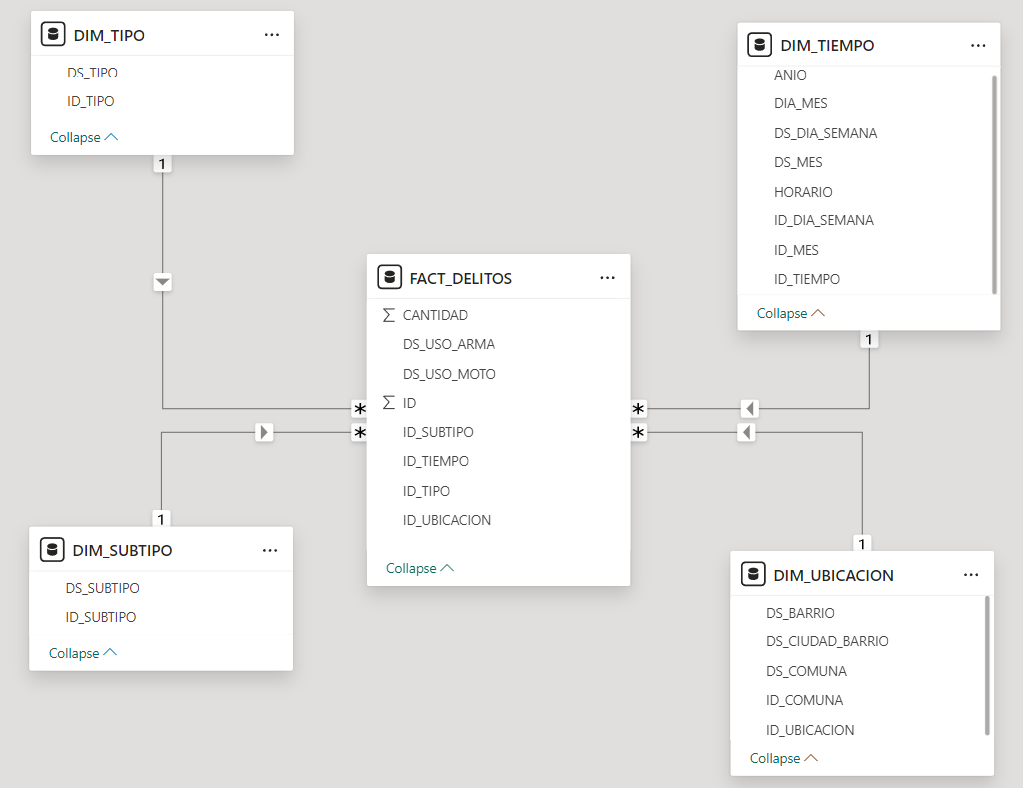 DIM_TIPO
DS_TIPO
ID_TIPO
Collapse
1
DIM_TIEMPO
ANIO
DIA_MES
DS_DIA_SEMANA
DS_MES
HORARIO
ID_DIA_SEMANA
ID_MES
ID_TIEMPO
Collapse
1
FACT_DELITOS
Σ CANTIDAD
DS_USO_ARMA
DS_USO_MOTO
Σ ID
ID_SUBTIPO
ID_TIEMPO
ID_TIPO
ID_UBICACION
Collapse
*
*
*
*
1
DIM_SUBTIPO
DS_SUBTIPO
ID_SUBTIPO
Collapse
1
DIM_UBICACION
DS_BARRIO
DS_CIUDAD_BARRIO
DS_COMUNA
ID_COMUNA
ID_UBICACION
Collapse